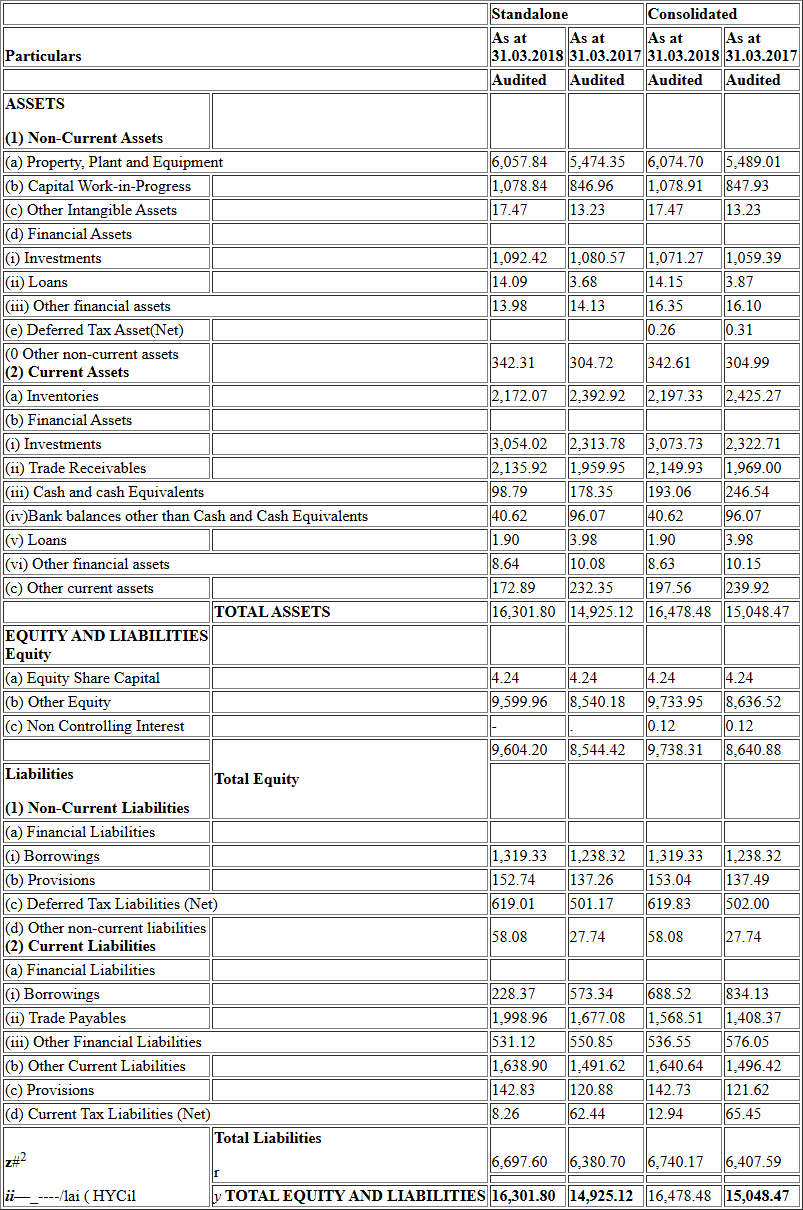 Standalone Consolidated
Particulars As at 31.03.2018 As at 31.03.2017 As at 31.03.2018 As at 31.03.2017
Audited Audited Audited Audited
ASSETS
(1) Non-Current Assets
(a) Property, Plant and Equipment 6,057.84 5,474.35 6,074.70 5,489.01
(b) Capital Work-in-Progress 1,078.84 846.96 1,078.91 847.93
(c) Other Intangible Assets 17.47 13.23 17.47 13.23
(d) Financial Assets
(i) Investments 1,092.42 1,080.57 1,071.27 1,059.39
(ii) Loans 14.09 3.68 14.15 3.87
(iii) Other financial assets 13.98 14.13 16.35 16.10
(e) Deferred Tax Asset(Net) 0.26 0.31
(0 Other non-current assets
(2) Current Assets 342.31 304.72 342.61 304.99
(a) Inventories 2,172.07 2,392.92 2,197.33 2,425.27
(b) Financial Assets
(i) Investments 3,054.02 2,313.78 3,073.73 2,322.71
(ii) Trade Receivables 2,135.92 1,959.95 2,149.93 1,969.00
(iii) Cash and cash Equivalents 98.79 178.35 193.06 246.54
(iv)Bank balances other than Cash and Cash Equivalents 40.62 96.07 40.62 96.07
(v) Loans 1.90 3.98 1.90 3.98
(vi) Other financial assets 8.64 10.08 8.63 10.15
(c) Other current assets 172.89 232.35 197.56 239.92
TOTAL ASSETS 16,301.80 14,925.12 16,478.48 15,048.47
EQUITY AND LIABILITIES
Equity
(a) Equity Share Capital 4.24 4.24 4.24 4.24
(b) Other Equity 9,599.96 8,540.18 9,733.95 8,636.52
(c) Non Controlling Interest - . 0.12 0.12
9,604.20 8,544.42 9,738.31 8,640.88
Liabilities
Total Equity
(1) Non-Current Liabilities
(a) Financial Liabilities
(i) Borrowings 1,319.33 1,238.32 1,319.33 1,238.32
(b) Provisions 152.74 137.26 153.04 137.49
(c) Deferred Tax Liabilities (Net) 619.01 501.17 619.83 502.00
(d) Other non-current liabilities
(2) Current Liabilities 58.08 27.74 58.08 27.74
(a) Financial Liabilities
(i) Borrowings 228.37 573.34 688.52 834.13
(ii) Trade Payables 1,998.96 1,677.08 1,568.51 1,408.37
(iii) Other Financial Liabilities 531.12 550.85 536.55 576.05
(b) Other Current Liabilities 1,638.90 1,491.62 1,640.64 1,496.42
(c) Provisions 142.83 120.88 142.73 121.62
(d) Current Tax Liabilities (Net) 8.26 62.44 12.94 65.45
Total Liabilities
z#2 6,697.60 6,380.70 6,740.17 6,407.59
r
ii—_----/lai ( HYCil y TOTAL EQUITY AND LIABILITIES 16,301.80 14,925.12 16,478.48 15,048.47